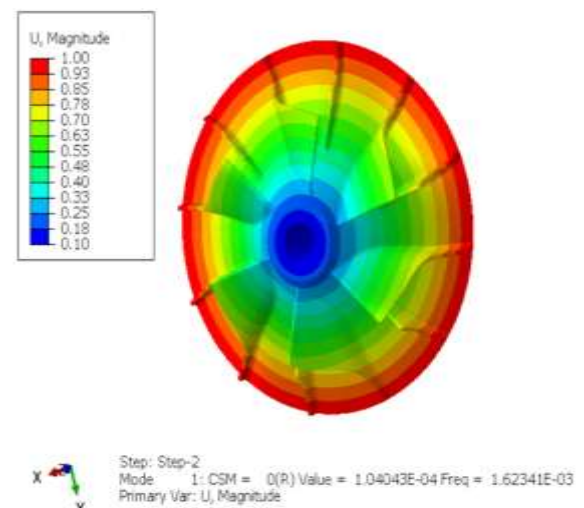 U, Magnitude
1.00
0.93
0.85
0.78
0.70
0.63
0.55
0.48
0.40
0.33
0.25
0.18
0.10
X
Y
Step: Step-2
Mode 1: CSM = 0(R) Value = 1.04043E-04 Freq = 1.62341E-03
Primary Var: U, Magnitude